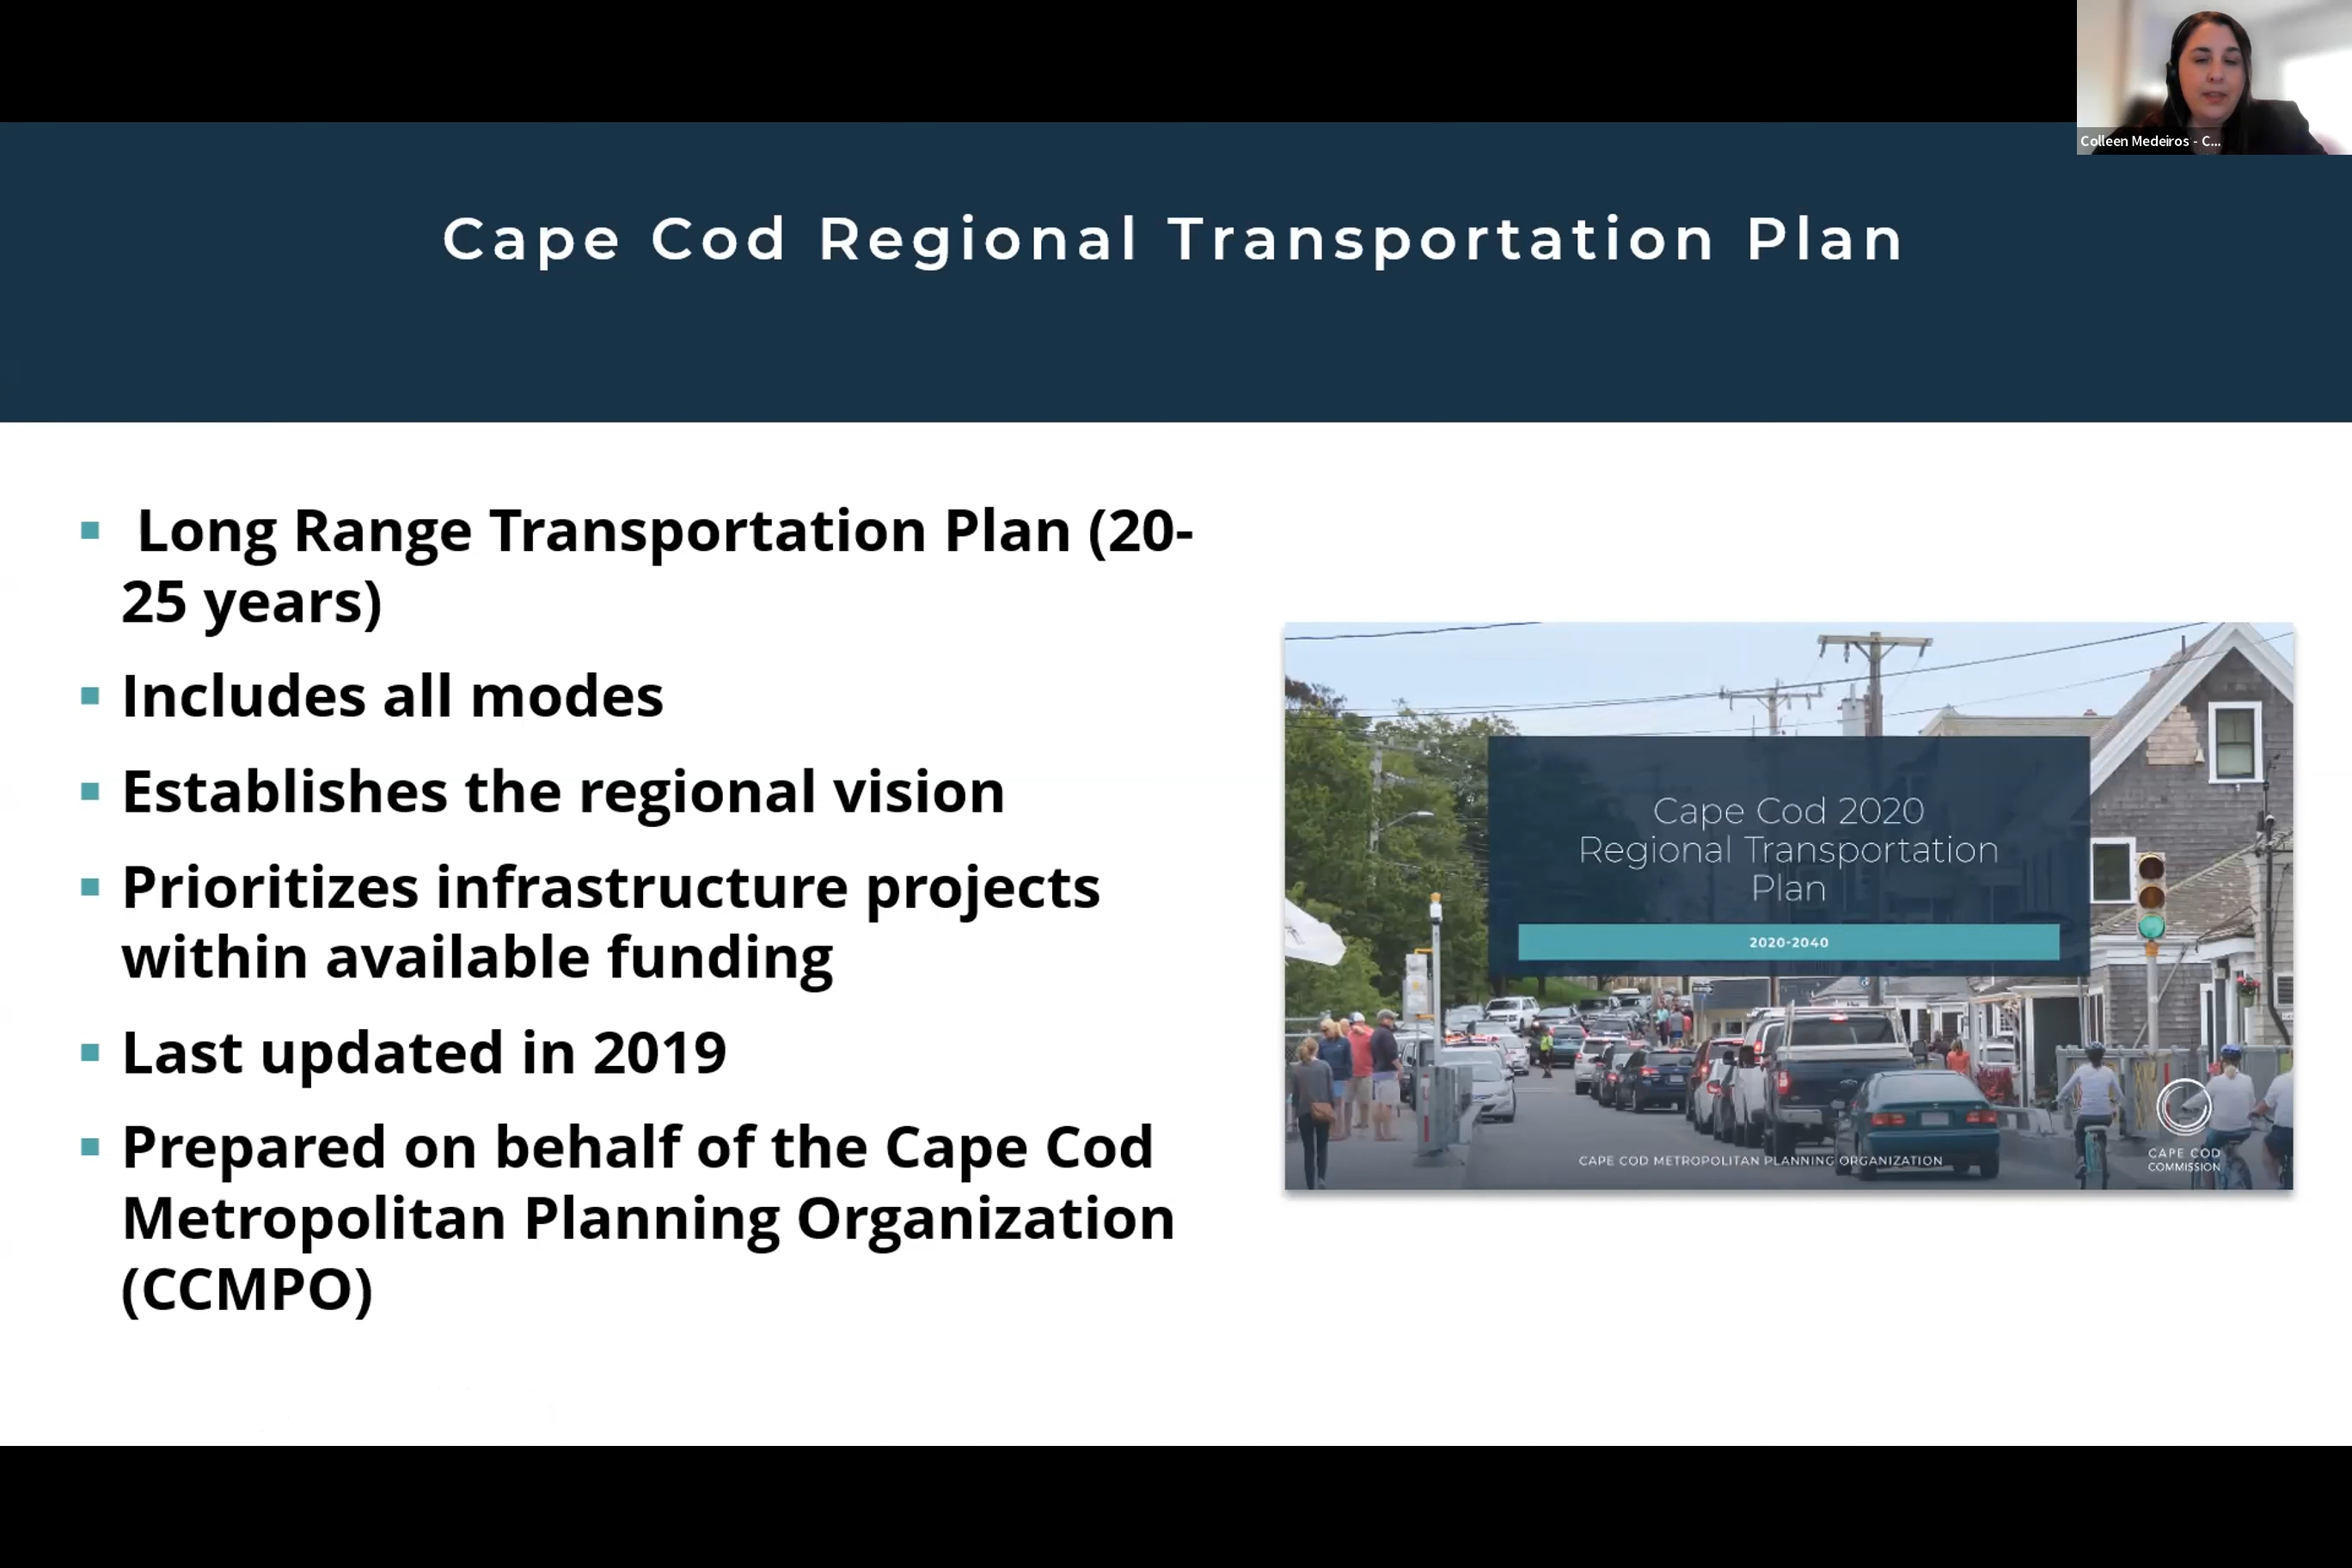 Colleen Medeiros - C...
Cape Cod Regional Transportation Plan
▪ Long Range Transportation Plan (20-
25 years)
▪ Includes all modes
▪ Establishes the regional vision
▪ Prioritizes infrastructure projects
within available funding
▪ Last updated in 2019
▪ Prepared on behalf of the Cape Cod
Metropolitan Planning Organization
(CCMPO)
Cape Cod 2020
Regional Transportation
Plan
2020-2040
CAPE COD METROPOLITAN PLANNING ORGANIZATION
CAPE COD
COMMISSION